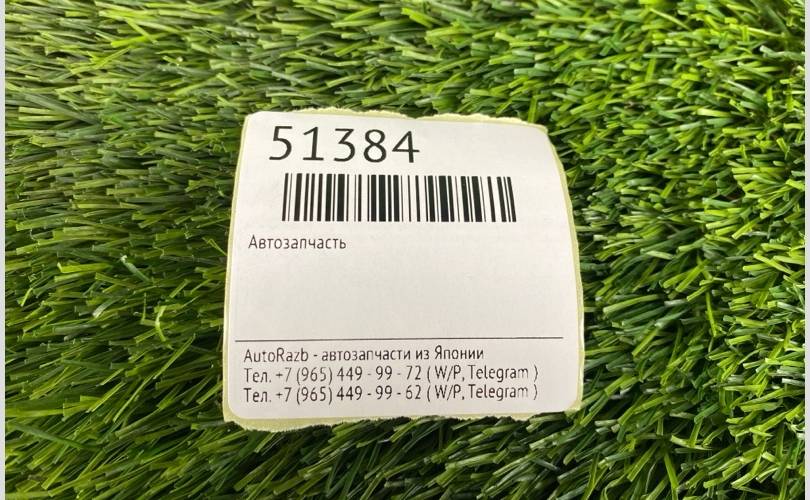 51384
Автозапчасть
AutoRazb - автозапчасти из Японии
Тел. +7 (965) 449 - 99 - 72 ( W/P, Telegram )
Тел. +7 (965) 449 - 99 - 62 ( W/P, Telegram )